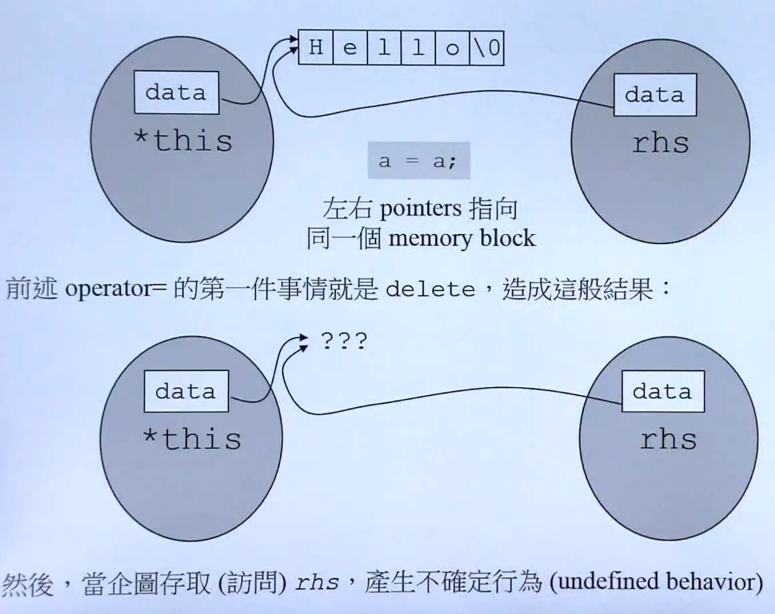 H e l l o \0
data
data
*this
rhs
a = a;
左右 pointers 指向
同一個 memory block
前述 operator= 的第一件事情就是 delete，造成這般結果：
???
data
data
*this
rhs
然後，當企圖存取 (訪問) rhs，產生不確定行為 (undefined behavior)